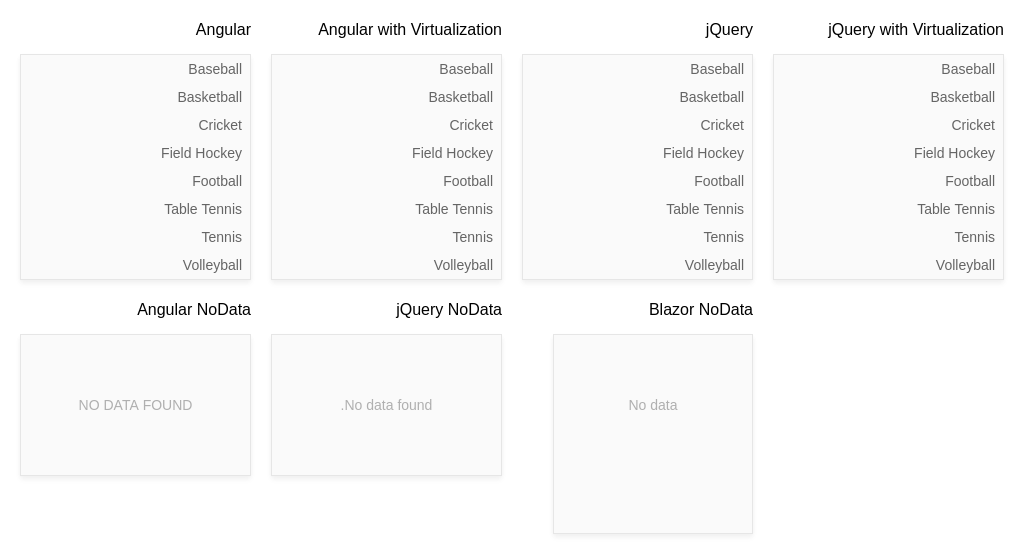 Angular
Baseball
Basketball
Cricket
Field Hockey
Football
Table Tennis
Tennis
Volleyball
Angular with Virtualization
Baseball
Basketball
Cricket
Field Hockey
Football
Table Tennis
Tennis
Volleyball
jQuery
Baseball
Basketball
Cricket
Field Hockey
Football
Table Tennis
Tennis
Volleyball
jQuery with Virtualization
Baseball
Basketball
Cricket
Field Hockey
Football
Table Tennis
Tennis
Volleyball
Angular NoData
NO DATA FOUND
jQuery NoData
.No data found
Blazor NoData
No data